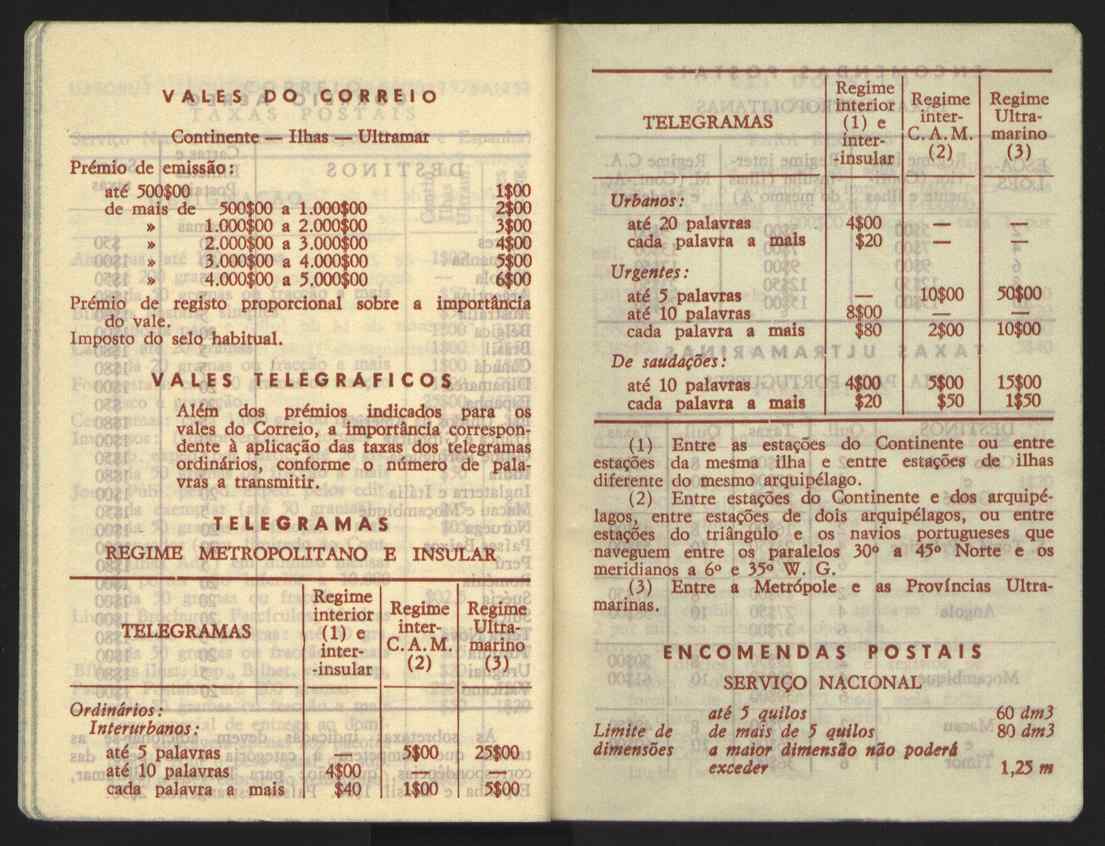 VALES DO CORREIO
Continente — Ilhas — Ultramar
Prémio de emissão:
até 500$00 1$00
de mais de 500$00 a 1.000$00 2$00
» 1.000$00 a 2.000$00 3$00
» 2.000$00 a 3.000$00 4$00
» 3.000$00 a 4.000$00 5$00
» 4.000$00 a 5.000$00 6$00
Prémio de registo proporcional sobre a importância
do vale.
Imposto do selo habitual.
VALES TELEGRÁFICOS
Além dos prémios indicados para os
vales do Correio, a importância correspon-
dente à aplicação das taxas dos telegramas
ordinários, conforme o número de pala-
vras a transmitir.
TELEGRAMAS
REGIME METROPOLITANO E INSULAR
TELEGRAMAS
Regime
interior
(1) e
inter-
-insular
Regime
inter-
C. A. M.
(2)
Regime
Ultra-
marino
(3)
Ordinários:
Interurbanos:
até 5 palavras — 5$00 25$00
até 10 palavras 4$00 — —
cada palavra a mais $40 1$00 5$00
TELEGRAMAS
Regime
interior
(1) e
inter-
-insular
Regime
inter-
C. A. M.
(2)
Regime
Ultra-
marino
(3)
Urbanos:
até 20 palavras 4$00 — —
cada palavra a mais $20 — —
Urgentes:
até 5 palavras — 10$00 50$00
até 10 palavras 8$00 — —
cada palavra a mais $80 2$00 10$00
De saudações:
até 10 palavras 4$00 5$00 15$00
cada palavra a mais $20 $50 1$50
(1) Entre as estações do Continente ou entre
estações da mesma ilha e entre estações de ilhas
diferente do mesmo arquipélago.
(2) Entre estações do Continente e dos arquipé-
lagos, entre estações de dois arquipélagos, ou entre
estações do triângulo e os navios portugueses que
naveguem entre os paralelos 30º a 45º Norte e os
meridianos a 6º e 35º W. G.
(3) Entre a Metrópole e as Províncias Ultra-
marinas.
ENCOMENDAS POSTAIS
SERVIÇO NACIONAL
até 5 quilos 60 dm3
Limite de de mais de 5 quilos 80 dm3
dimensões a maior dimensão não poderá
exceder 1,25 m